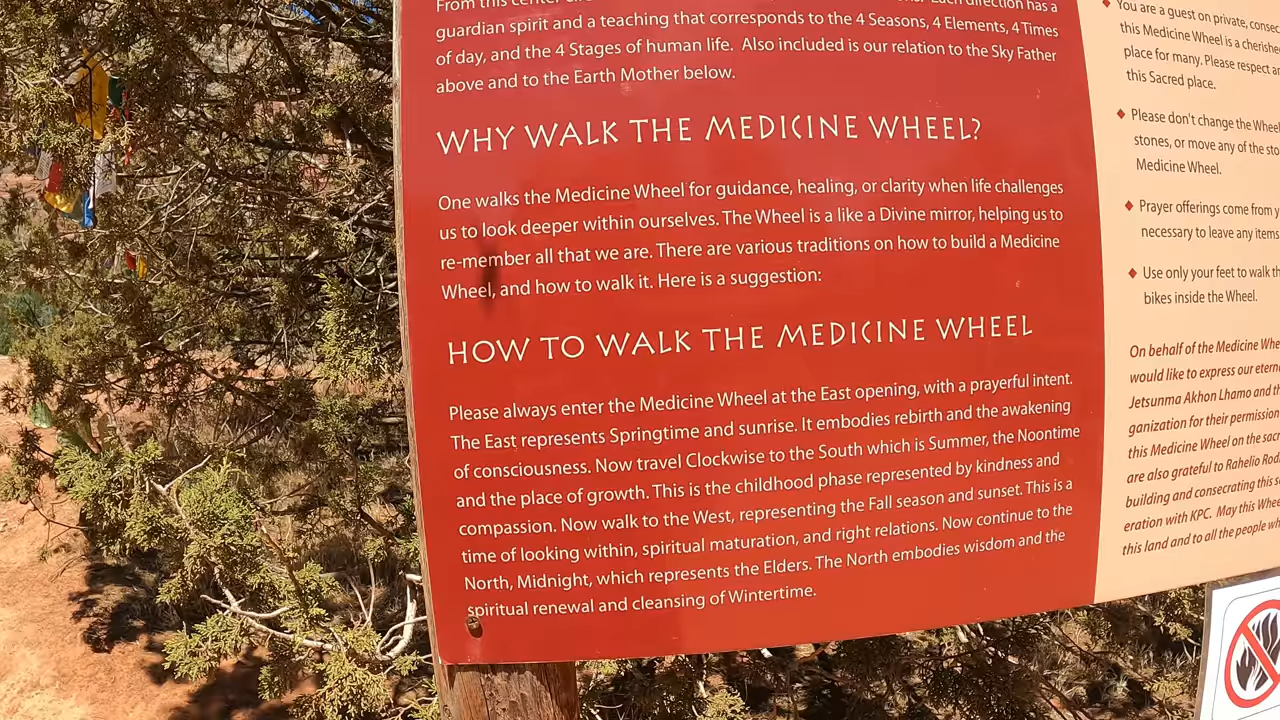 From this center
direction has a
guardian spirit and a teaching that corresponds to the 4 Seasons, 4 Elements, 4 Times
of day, and the 4 Stages of human life. Also included is our relation to the Sky Father
above and to the Earth Mother below.
WHY WALK THE MEDICINE WHEEL?
One walks the Medicine Wheel for guidance, healing, or clarity when life challenges
us to look deeper within ourselves. The Wheel is a like a Divine mirror, helping us to
re-member all that we are. There are various traditions on how to build a Medicine
Wheel, and how to walk it. Here is a suggestion:
HOW TO WALK THE MEDICINE WHEEL
Please always enter the Medicine Wheel at the East opening, with a prayerful intent.
The East represents Springtime and sunrise. It embodies rebirth and the awakening
of consciousness. Now travel Clockwise to the South which is Summer, the Noontime
and the place of growth. This is the childhood phase represented by kindness and
compassion. Now walk to the West, representing the Fall season and sunset. This is a
time of looking within, spiritual maturation, and right relations. Now continue to the
North, Midnight, which represents the Elders. The North embodies wisdom and the
spiritual renewal and cleansing of Wintertime.
You are a guest on private, consec
this Medicine Wheel is a cherishe
place for many. Please respect an
this Sacred place.
Please don't change the Wheel
stones, or move any of the sto
Medicine Wheel.
Prayer offerings come from y
necessary to leave any items
Use only your feet to walk th
bikes inside the Wheel.
On behalf of the Medicine Whe
would like to express our etern
Jetsunma Akhon Lhamo and th
ganization for their permission
this Medicine Wheel on the sac
are also grateful to Rahelio Rod
building and consecrating this s
eration with KPC. May this Whee
this land and to all the people wh